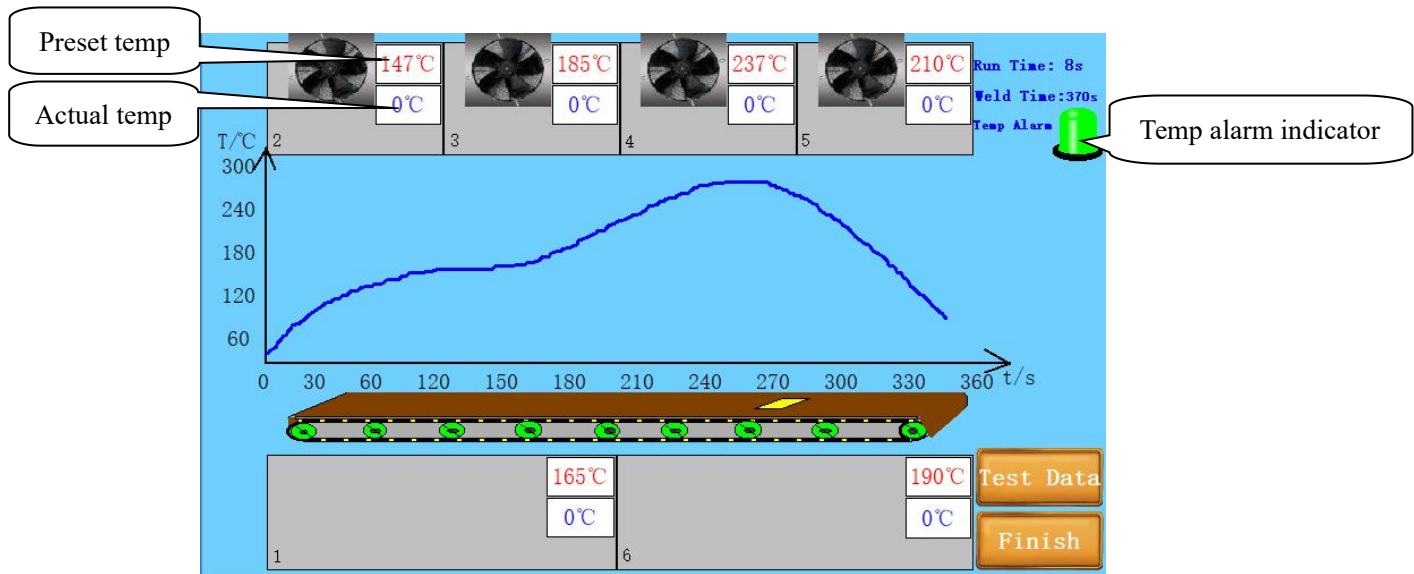 Preset temp
147℃
185℃
237℃
210℃
Run Time: 8s
Actual temp
0℃
0℃
0℃
0℃
Weld Time:370s
Temp Alarm
Temp alarm indicator
2
3
4
5
T/℃
300
240
180
120
60
0 30 60 120 150 180 210 240 270 300 330 360 t/s
165℃
190℃
Test Data
0℃
0℃
Finish
1
6